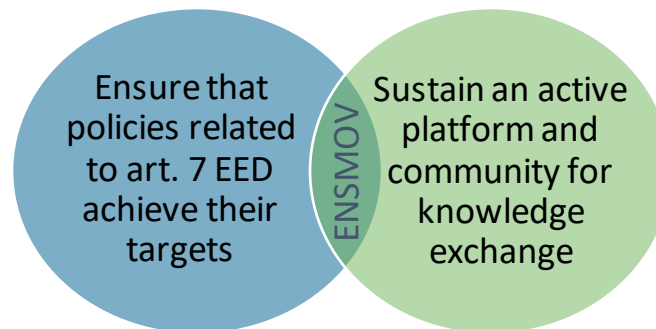 Ensure that
policies related
to art. 7 EED
achieve their
targets
ENSMOV
Sustain an active
platform and
community for
knowledge
exchange